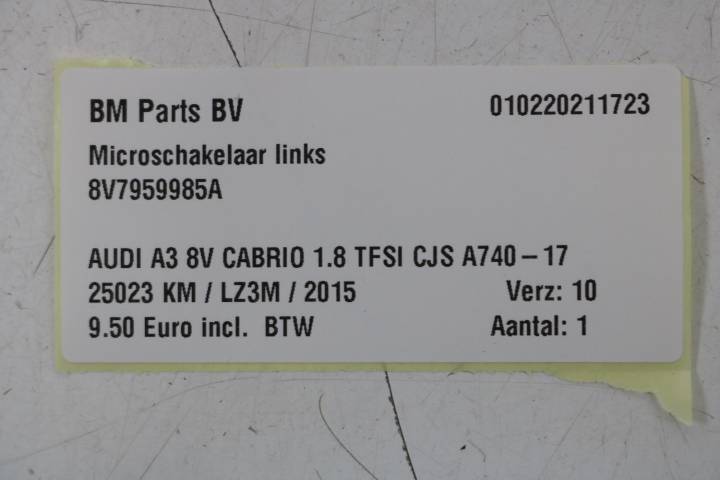 BM Parts BV 010220211723
Microschakelaar links
8V7959985A
AUDI A3 8V CABRIO 1.8 TFSI CJS A740 – 17
25023 KM / LZ3M / 2015 Verz: 10
9.50 Euro incl. BTW Aantal: 1